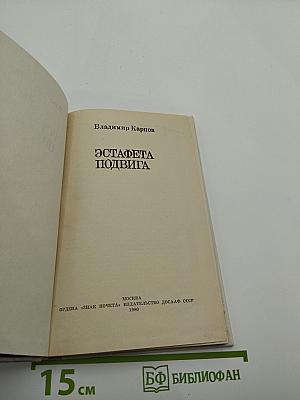 Владимир Карпов
ЭСТАФЕТА
ПОДВИГА
МОСКВА
ОРДЕНА «ЗНАК ПОЧЕТА» ИЗДАТЕЛЬСТВО ДОСААФ СССР
1980
15 см
БФ БИБЛИОФАН